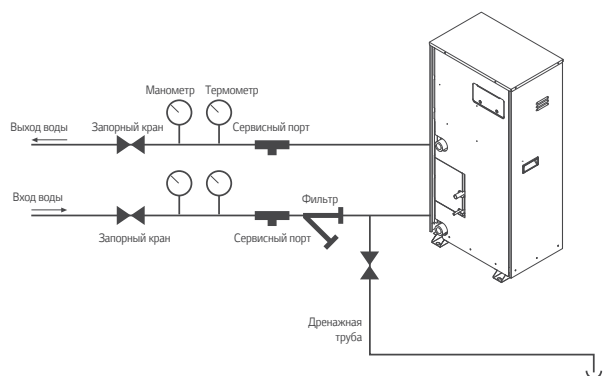 Манометр Термометр
Выход воды Запорный кран Сервисный порт
Вход воды Фильтр
Запорный кран Сервисный порт
Дренажная
труба